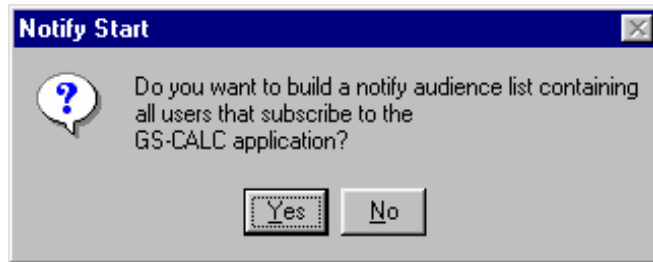 Notify Start
Do you want to build a notify audience list containing
all users that subscribe to the
GS-CALC application?
Yes No